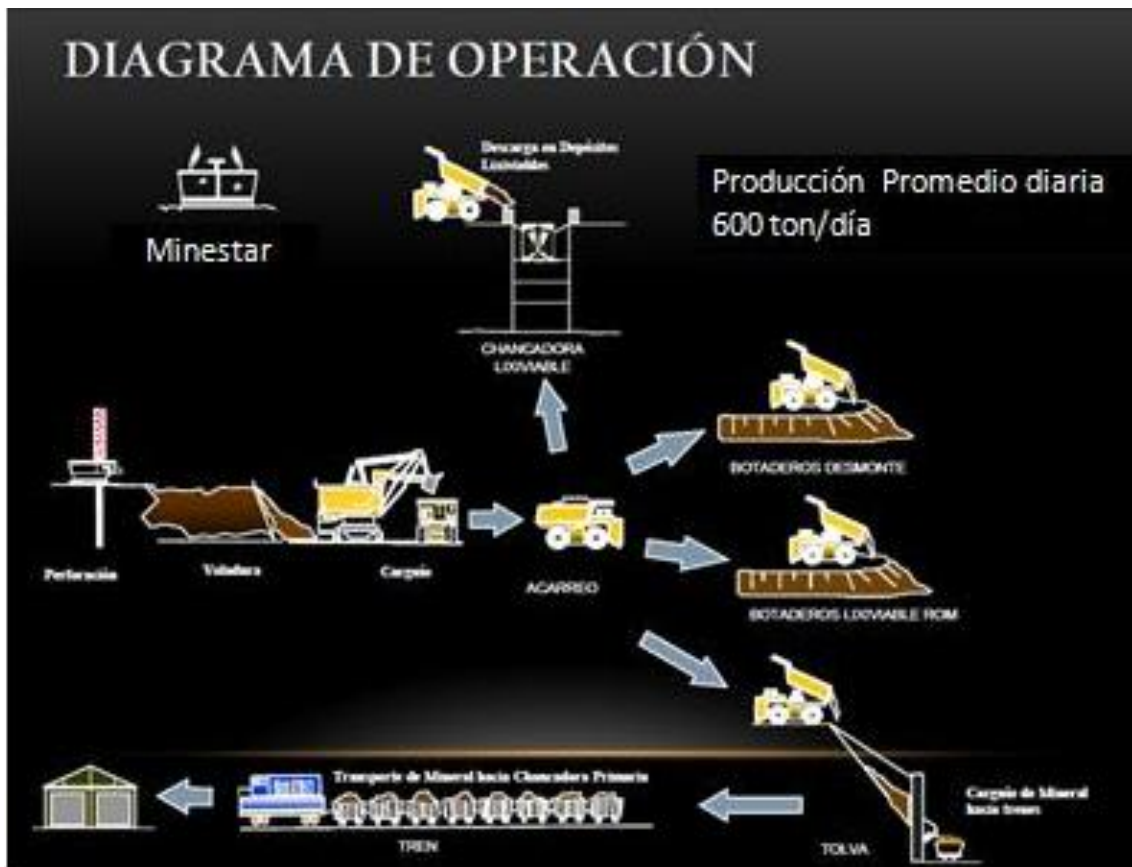 DIAGRAMA DE OPERACIÓN
Minestar
Descarga en Depósitos
Lixiviables
Producción Promedio diaria
600 ton/día
CHANCADORA
LIXIVIABLE
BOTADEROS DESMONTE
Perforación
Voladura
Carguío
ACARREO
BOTADEROS LIXIVIABLE ROM
Transporte de Mineral hacia Chancadora Primaria
TREN
Carguío de Mineral
hacia trenes
TOLVA